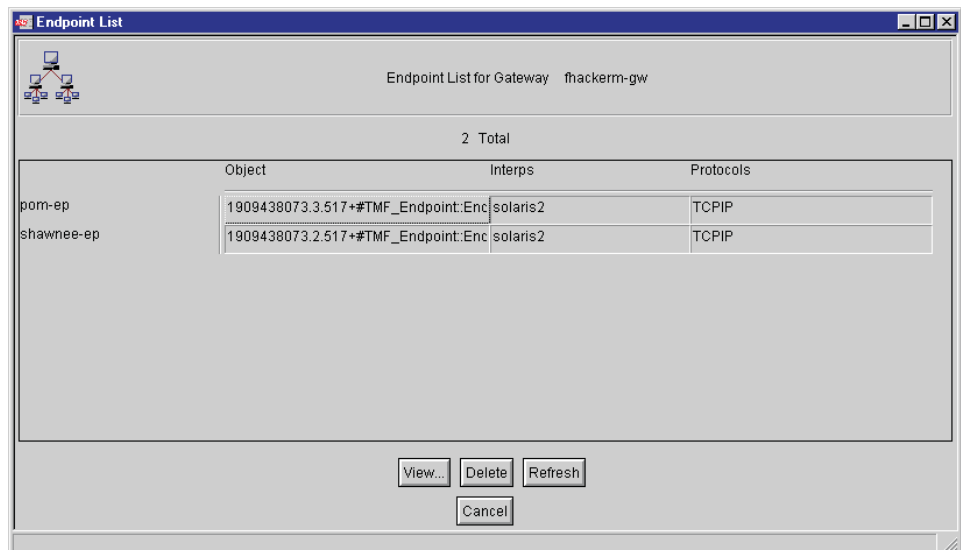 Endpoint List
Endpoint List for Gateway fhackerm-gw
2 Total
Object Interps Protocols
pom-ep 1909438073.3.517+#TMF_Endpoint::Enc solaris2 TCPIP
shawnee-ep 1909438073.2.517+#TMF_Endpoint::Enc solaris2 TCPIP
View... Delete Refresh
Cancel